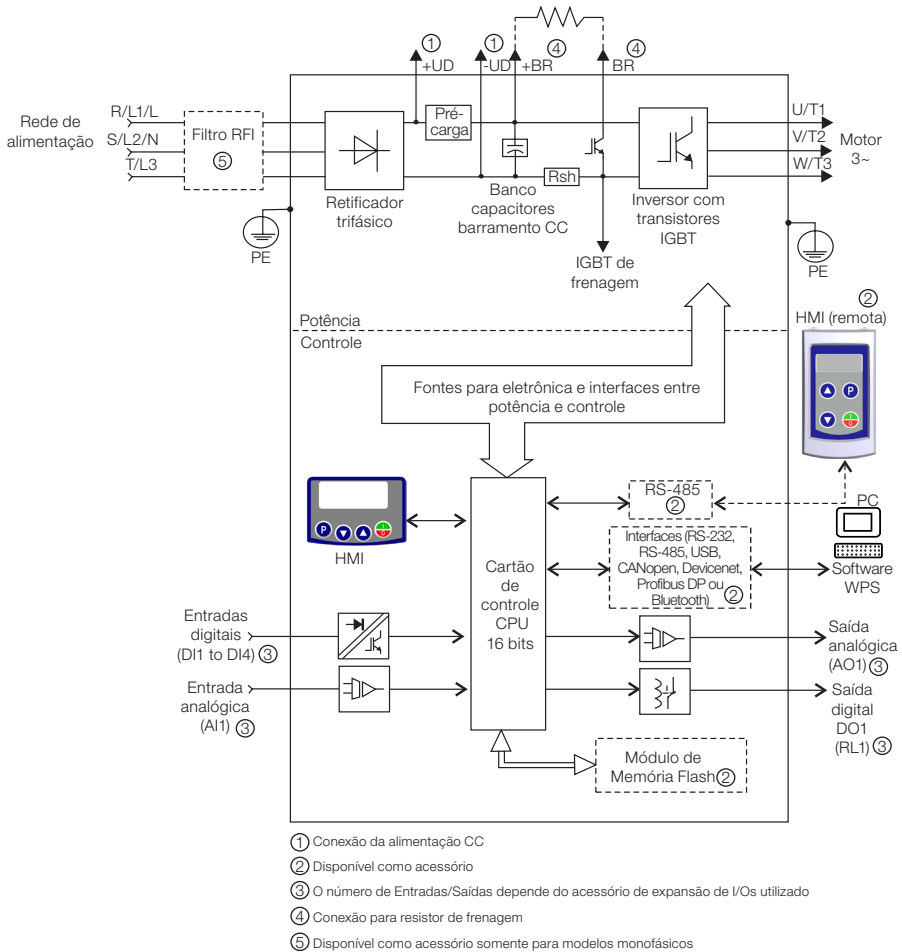 ① ① ④ ④
+UD -UD +BR BR
Rede de
alimentação
R/L1/L
S/L2/N
T/L3
Filtro RFI
⑤
Retificador
trifásico
Pré-
carga
Banco
capacitores
barramento CC
Rsh
IGBT de
frenagem
Inversor com
transistores
IGBT
U/T1
V/T2
W/T3
Motor
3~
PE
PE
Potência
Controle
②
HMI (remota)
P
I
0
Fontes para eletrônica e interfaces entre
potência e controle
P
I
0
HMI
Cartão
de
controle
CPU
16 bits
RS-485
②
Interfaces (RS-232,
RS-485, USB,
CANopen, Devicenet,
Profibus DP ou
Bluetooth) ②
PC
Software
WPS
Entradas
digitais
(DI1 to DI4) ③
Entrada
analógica
(AI1) ③
Saída
analógica
(AO1) ③
Saída
digital
DO1
(RL1) ③
Módulo de
Memória Flash ②
① Conexão da alimentação CC
② Disponível como acessório
③ O número de Entradas/Saídas depende do acessório de expansão de I/Os utilizado
④ Conexão para resistor de frenagem
⑤ Disponível como acessório somente para modelos monofásicos